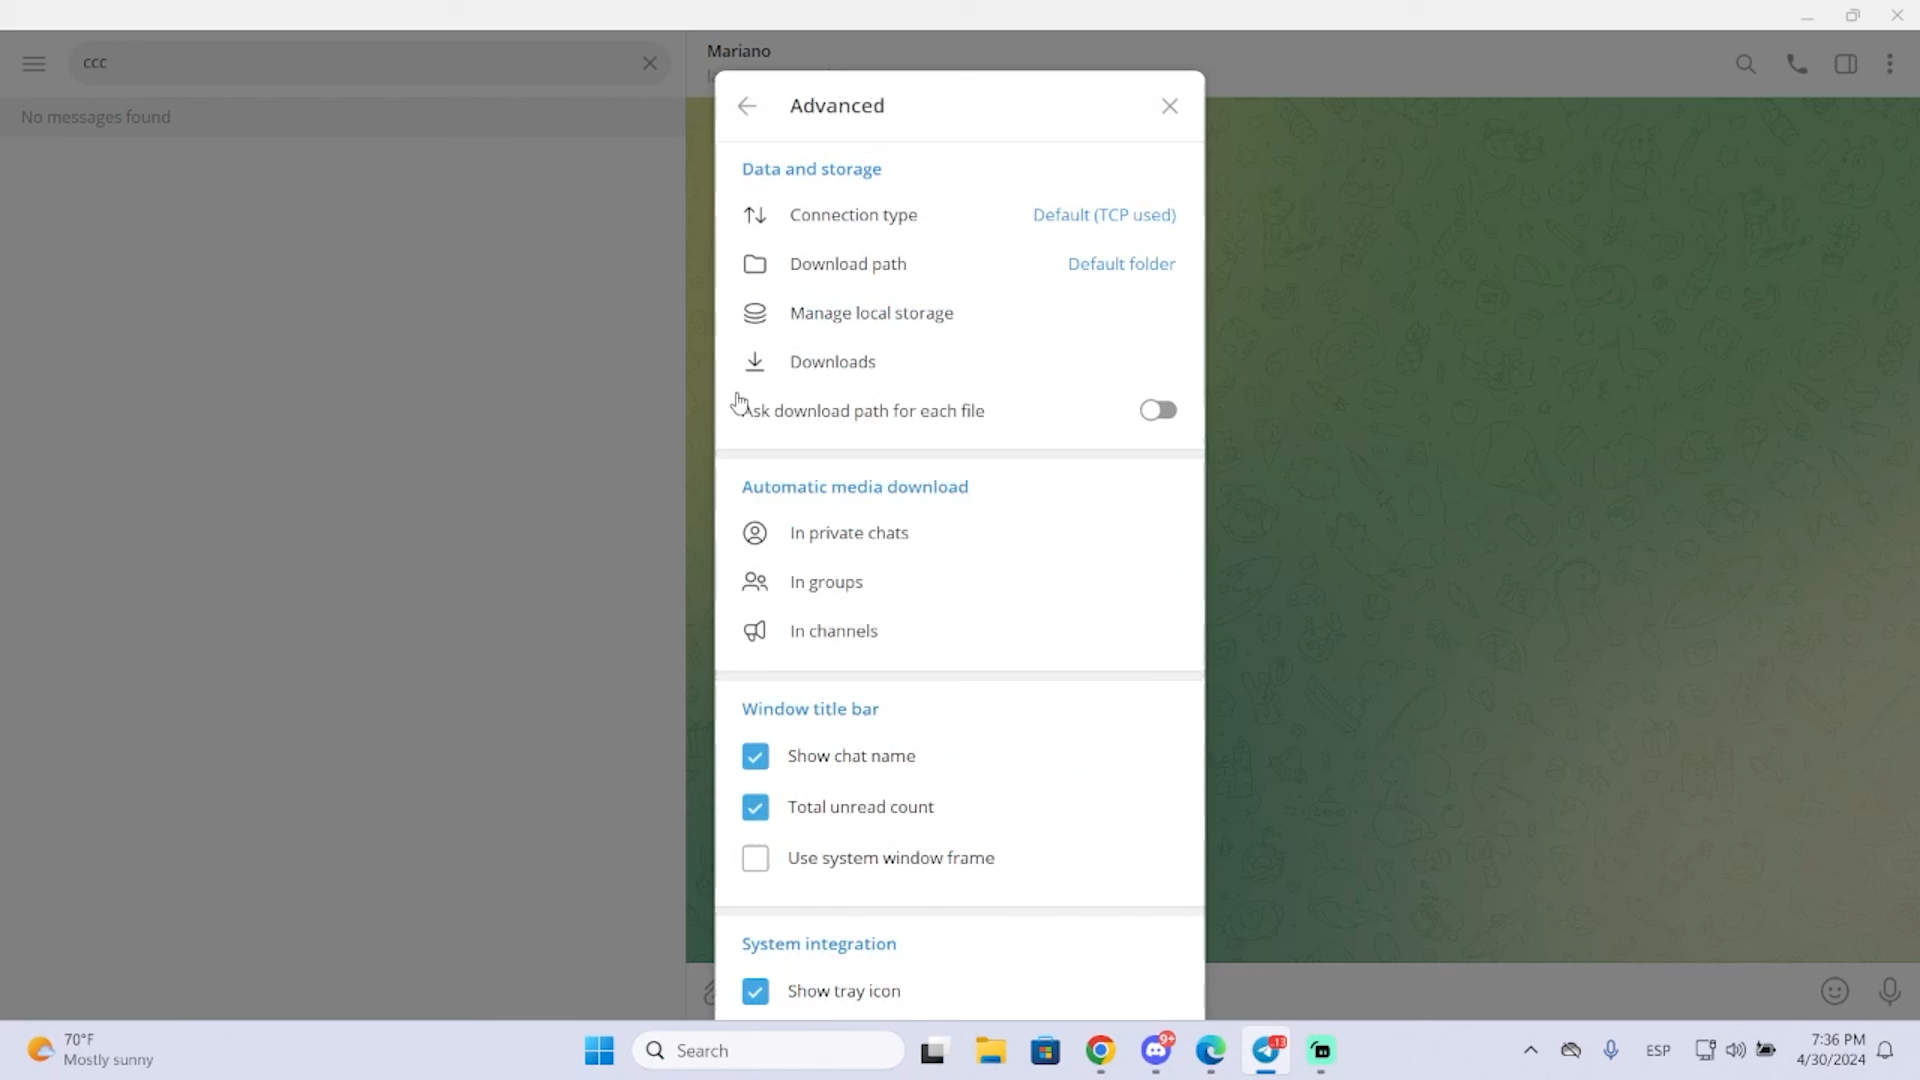 ccc
Mariano
No messages found
Advanced
Data and storage
Connection type Default (TCP used)
Download path Default folder
Manage local storage
Downloads
Ask download path for each file
Automatic media download
In private chats
In groups
In channels
Window title bar
Show chat name
Total unread count
Use system window frame
System integration
Show tray icon
70°F
Mostly sunny
Search
9+
13
ESP
7:36 PM
4/30/2024